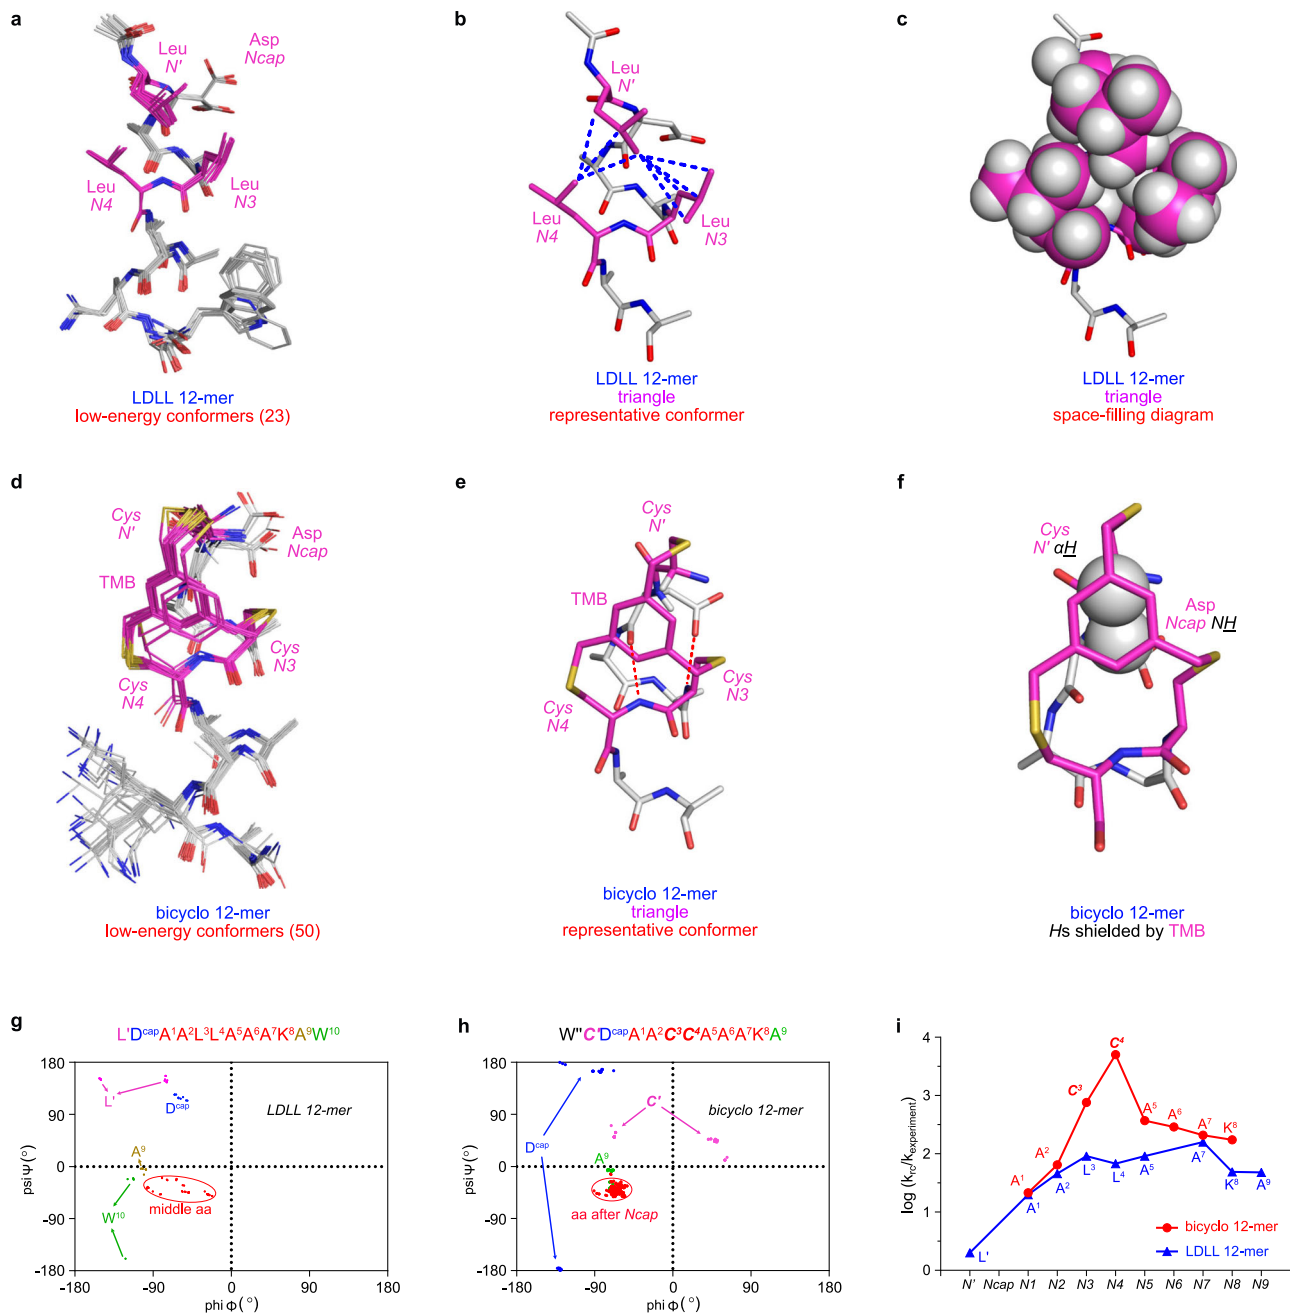 a
Leu
N'
Asp
Ncap
Leu
N4
Leu
N3
LDLL 12-mer
low-energy conformers (23)
b
Leu
N'
Leu
N4
Leu
N3
LDLL 12-mer
triangle
representative conformer
c
LDLL 12-mer
triangle
space-filling diagram
d
Cys
N'
Asp
Ncap
TMB
Cys
N3
Cys
N4
bicyclo 12-mer
low-energy conformers (50)
e
Cys
N'
TMB
Cys
N3
Cys
N4
bicyclo 12-mer
triangle
representative conformer
f
Cys
N' αH
Asp
Ncap NH
bicyclo 12-mer
Hs shielded by TMB
g
L'DᶜᵃᵖA¹A²L³L⁴A⁵A⁶A⁷K⁸A⁹W¹⁰
180
90
0
-90
-180
psi Ψ (°)
L'
Dᶜᵃᵖ
LDLL 12-mer
A⁹
middle aa
W¹⁰
-180 -90 0 90 180
phi Φ (°)
h
W"C'DᶜᵃᵖA¹A²C³C⁴A⁵A⁶A⁷K⁸A⁹
180
90
0
-90
-180
psi Ψ (°)
C'
bicyclo 12-mer
Dᶜᵃᵖ
A⁹
aa after Ncap
-180 -90 0 90 180
phi Φ (°)
i
4
3
2
1
0
log (k_rc/k_experiment)
C⁴
C³
A⁵
A⁶
A⁷
K⁸
A²
A¹
L³
L⁴
A⁵
A⁷
A²
A¹
K⁸
A⁹
L'
bicyclo 12-mer
LDLL 12-mer
N' Ncap N1 N2 N3 N4 N5 N6 N7 N8 N9